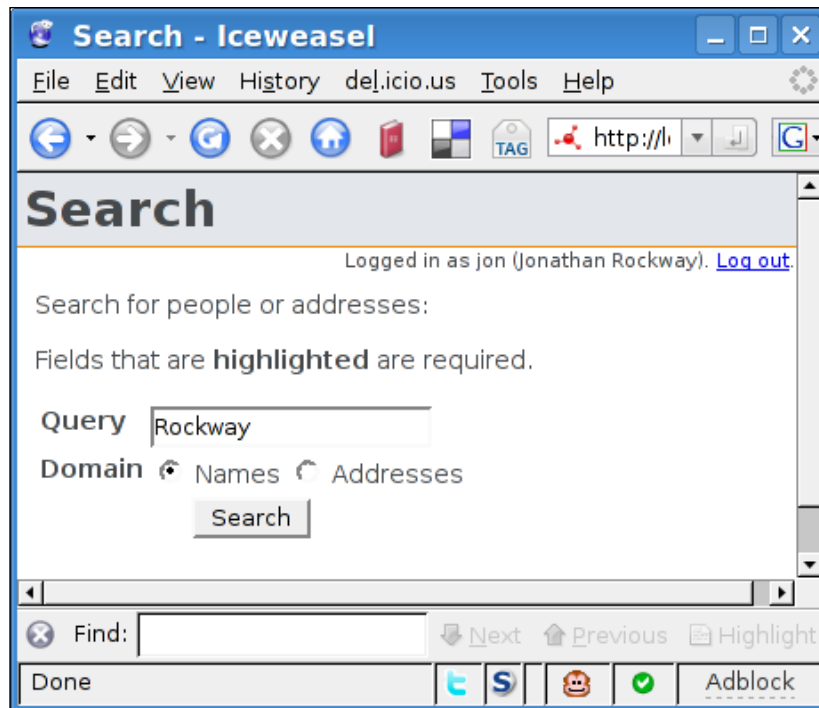 Search - Iceweasel
File Edit View History del.icio.us Tools Help
TAG http://l G
Search
Logged in as jon (Jonathan Rockway). Log out.
Search for people or addresses:
Fields that are highlighted are required.
Query Rockway
Domain Names Addresses
Search
Find: Next Previous Highlight
Done t S Adblock